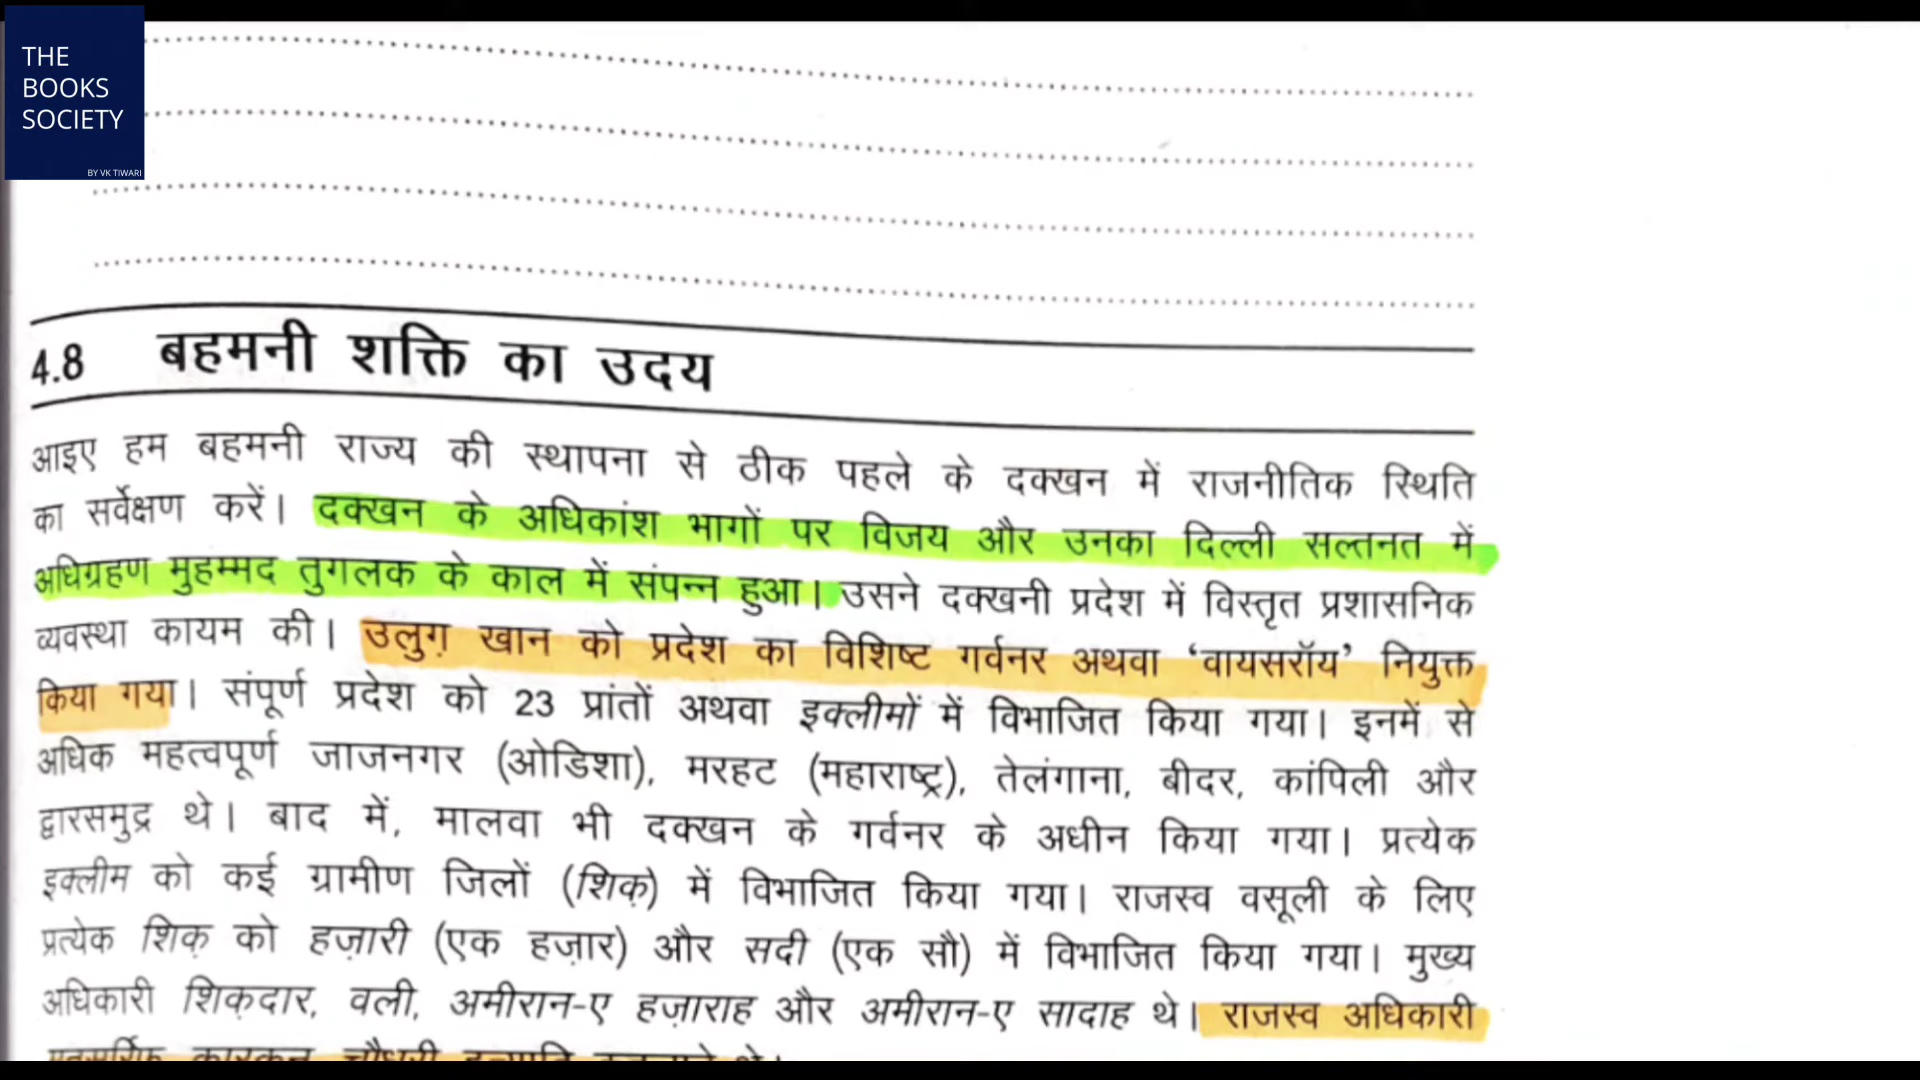 THE
BOOKS
SOCIETY
BY VK TIWARI
4.8 बहमनी शक्ति का उदय
आइए हम बहमनी राज्य की स्थापना से ठीक पहले के दक्खन में राजनीतिक स्थिति
का सर्वेक्षण करें। दक्खन के अधिकांश भागों पर विजय और उनका दिल्ली सल्तनत में
अधिग्रहण मुहम्मद तुगलक के काल में संपन्न हुआ। उसने दक्खनी प्रदेश में विस्तृत प्रशासनिक
व्यवस्था कायम की। उलुग़ खान को प्रदेश का विशिष्ट गर्वनर अथवा ‘वायसरॉय’ नियुक्त
किया गया। संपूर्ण प्रदेश को 23 प्रांतों अथवा इक्लीमों में विभाजित किया गया। इनमें से
अधिक महत्वपूर्ण जाजनगर (ओडिशा), मरहट (महाराष्ट्र), तेलंगाना, बीदर, कांपिली और
द्वारसमुद्र थे। बाद में, मालवा भी दक्खन के गर्वनर के अधीन किया गया। प्रत्येक
इक्लीम को कई ग्रामीण जिलों (शिक़) में विभाजित किया गया। राजस्व वसूली के लिए
प्रत्येक शिक़ को हज़ारी (एक हज़ार) और सदी (एक सौ) में विभाजित किया गया। मुख्य
अधिकारी शिक़दार, वली, अमीरान-ए हज़ाराह और अमीरान-ए सादाह थे। राजस्व अधिकारी